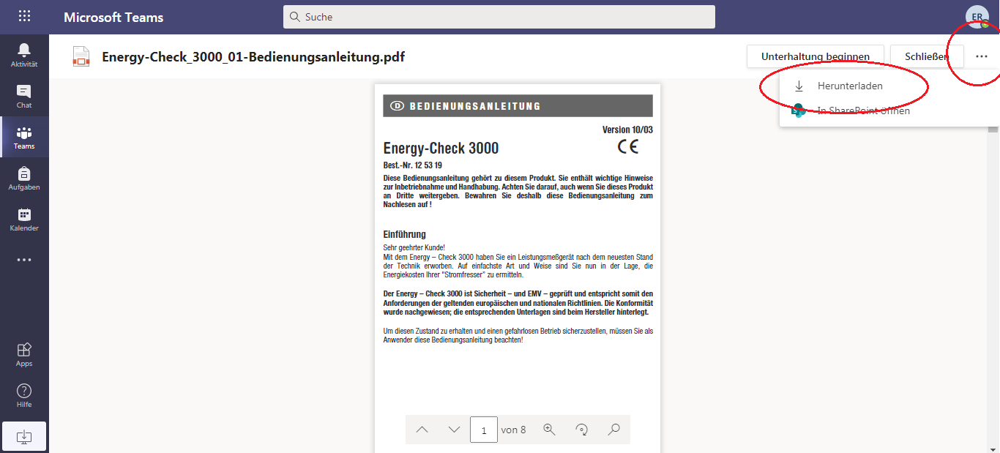 Microsoft Teams
Suche
ER
Aktivität
Chat
Teams
Aufgaben
Kalender
Apps
Hilfe
Energy-Check_3000_01-Bedienungsanleitung.pdf
Unterhaltung beginnen
Schließen
Herunterladen
In SharePoint öffnen
D BEDIENUNGSANLEITUNG
Version 10/03
Energy-Check 3000
CE
Best.-Nr. 12 53 19
Diese Bedienungsanleitung gehört zu diesem Produkt. Sie enthält wichtige Hinweise
zur Inbetriebnahme und Handhabung. Achten Sie darauf, auch wenn Sie dieses Produkt
an Dritte weitergeben. Bewahren Sie deshalb diese Bedienungsanleitung zum
Nachlesen auf !
Einführung
Sehr geehrter Kunde!
Mit dem Energy – Check 3000 haben Sie ein Leistungsmeßgerät nach dem neuesten Stand
der Technik erworben. Auf einfachste Art und Weise sind Sie nun in der Lage, die
Energiekosten Ihrer "Stromfresser" zu ermitteln.
Der Energy – Check 3000 ist Sicherheit – und EMV – geprüft und entspricht somit den
Anforderungen der geltenden europäischen und nationalen Richtlinien. Die Konformität
wurde nachgewiesen; die entsprechenden Unterlagen sind beim Hersteller hinterlegt.
Um diesen Zustand zu erhalten und einen gefahrlosen Betrieb sicherzustellen, müssen Sie als
Anwender diese Bedienungsanleitung beachten!
1 von 8